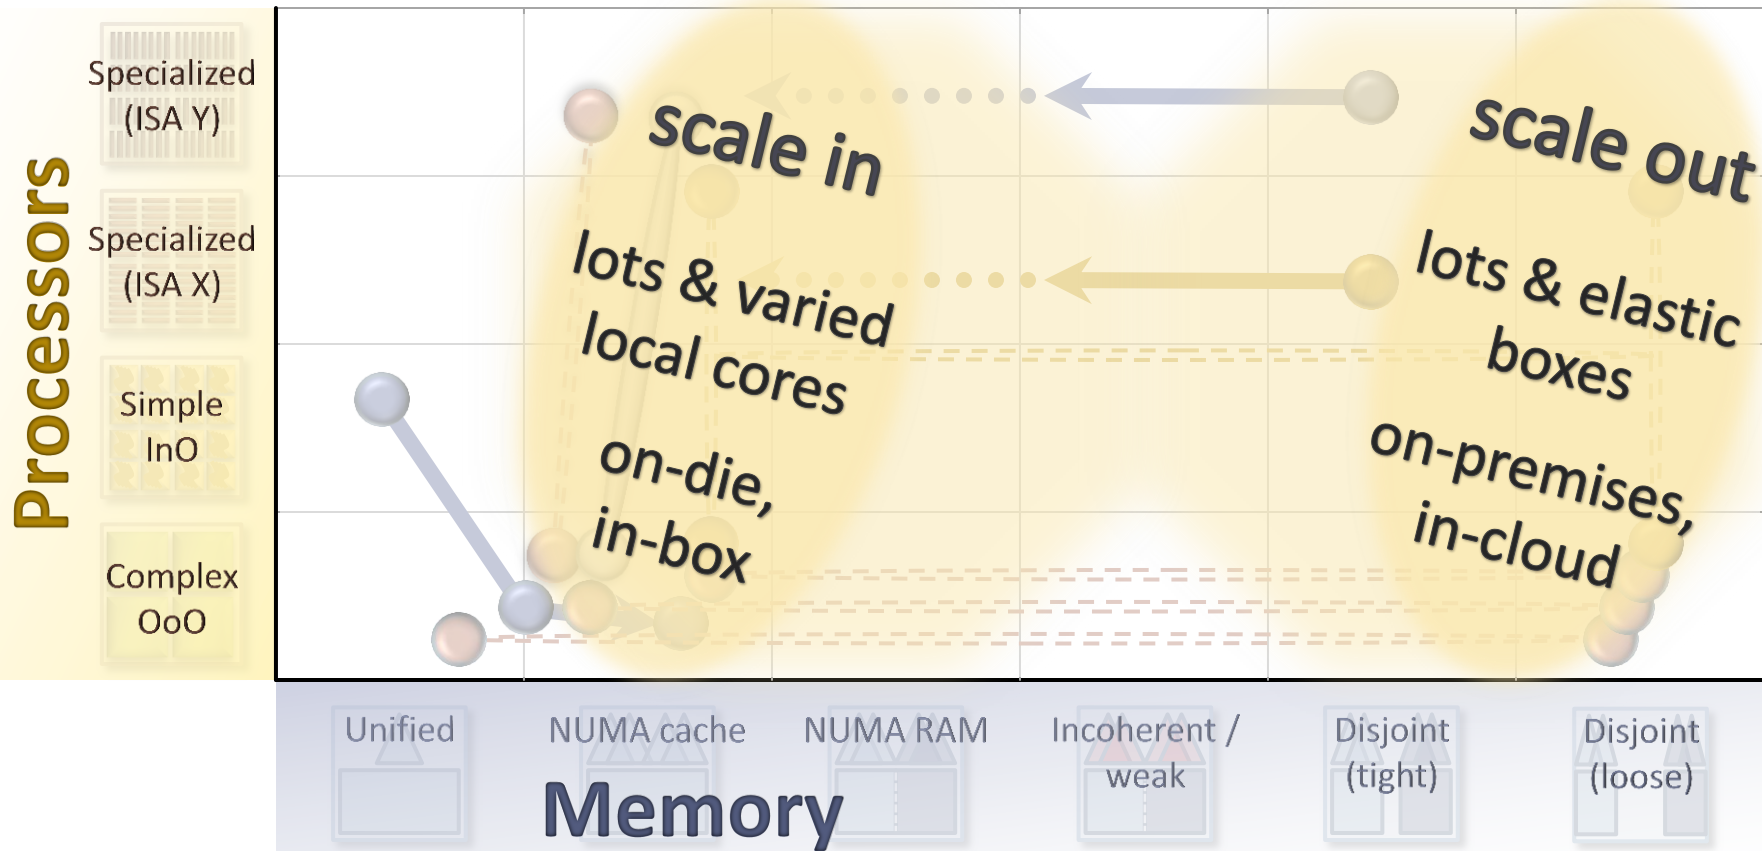 Processors
Specialized
(ISA Y)
Specialized
(ISA X)
Simple
InO
Complex
OoO
scale in
lots & varied
local cores
on-die,
in-box
scale out
lots & elastic
boxes
on-premises,
in-cloud
Unified
NUMA cache
NUMA RAM
Incoherent /
weak
Disjoint
(tight)
Disjoint
(loose)
Memory